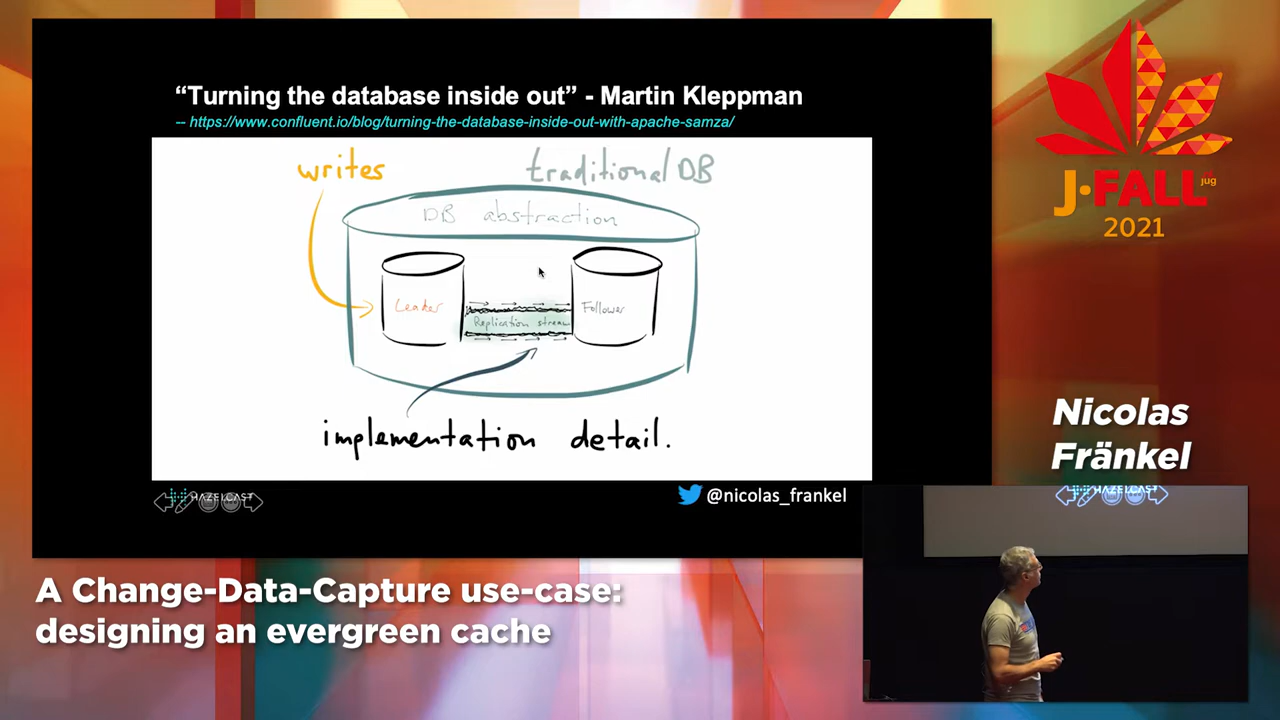 “Turning the database inside out” - Martin Kleppman
-- https://www.confluent.io/blog/turning-the-database-inside-out-with-apache-samza/
writes
traditional DB
DB abstraction
Leader
Follower
Replication stream
implementation detail.
HAZELCAST
@nicolas_frankel
J•FALL
jug
2021
Nicolas
Fränkel
HAZELCAST
A Change-Data-Capture use-case:
designing an evergreen cache